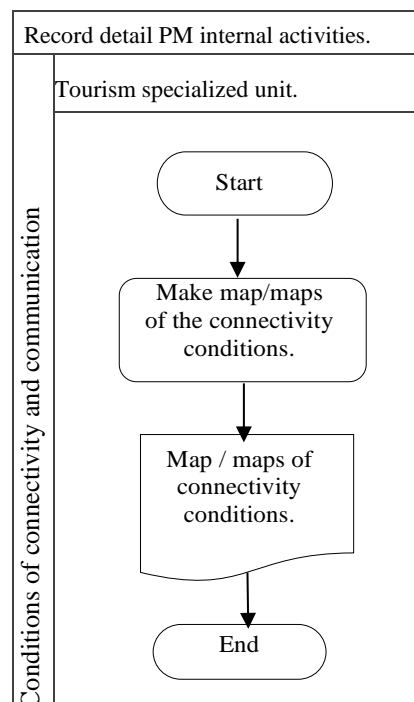 Record detail PM internal activities.
Tourism specialized unit.
Conditions of connectivity and communication
Start
Make map/maps
of the connectivity
conditions.
Map / maps of
connectivity
conditions.
End